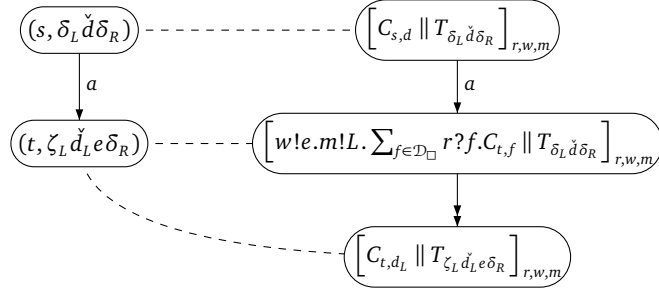 (s, δ_L ď δ_R) [C_{s,d} ∥ T_{δ_L ď δ_R}]_{r,w,m}
a a
(t, ζ_L ď_L e δ_R) [w!e.m!L. ∑_{f∈𝒟_□} r?f.C_{t,f} ∥ T_{δ_L ď δ_R}]_{r,w,m}
[C_{t,d_L} ∥ T_{ζ_L ď_L e δ_R}]_{r,w,m}